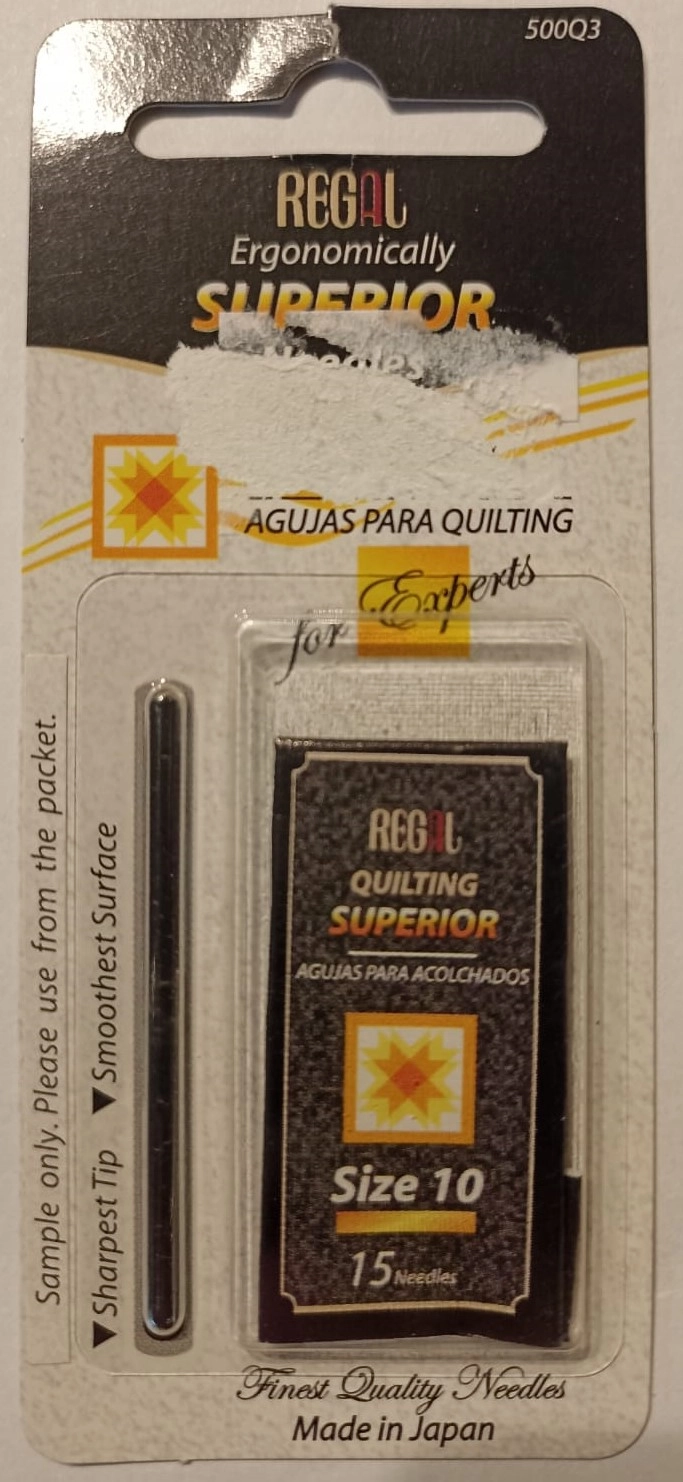 500Q3
REGAL
Ergonomically
SUPERIOR
Needles
AGUJAS PARA QUILTING
for Experts
Sample only. Please use from the packet.
▼Sharpest Tip ▼Smoothest Surface
REGAL
QUILTING
SUPERIOR
AGUJAS PARA ACOLCHADOS
Size 10
15 Needles
Finest Quality Needles
Made in Japan